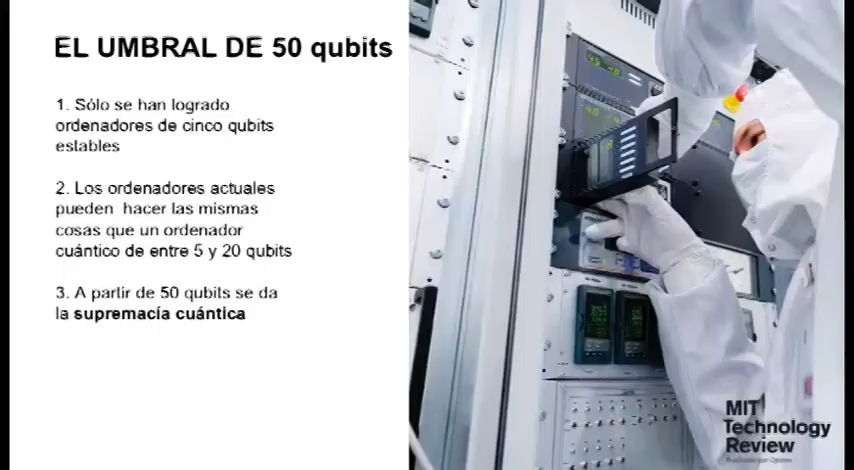 EL UMBRAL DE 50 qubits
1. Sólo se han logrado
ordenadores de cinco qubits
estables
2. Los ordenadores actuales
pueden hacer las mismas
cosas que un ordenador
cuántico de entre 5 y 20 qubits
3. A partir de 50 qubits se da
la supremacía cuántica
MIT
Technology
Review